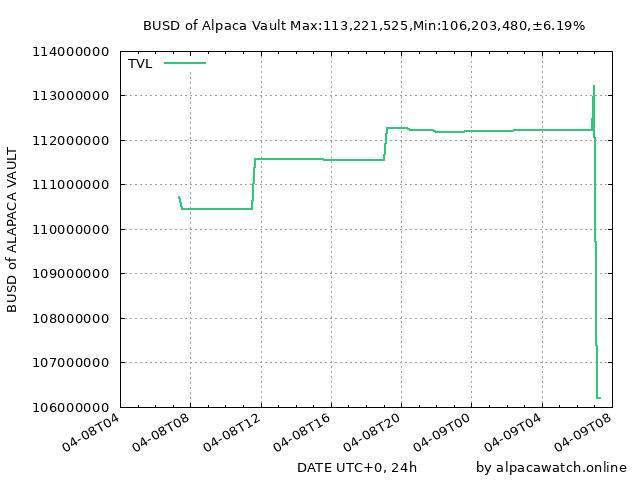 BUSD of Alpaca Vault Max:113,221,525,Min:106,203,480,±6.19%
TVL
114000000
113000000
112000000
111000000
110000000
109000000
108000000
107000000
106000000
BUSD of ALAPACA VAULT
04-08T04
04-08T08
04-08T12
04-08T16
04-08T20
04-09T00
04-09T04
04-09T08
DATE UTC+0, 24h
by alpacawatch.online